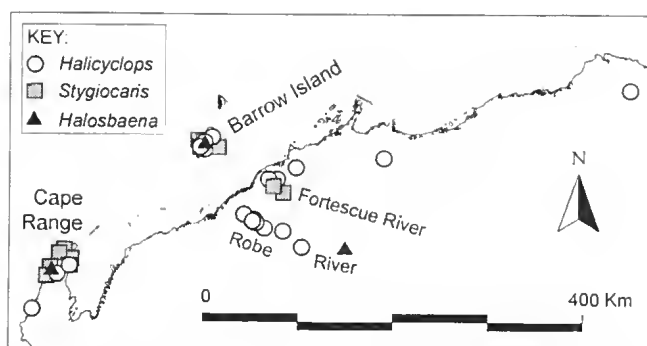 KEY:
Halicyclops
Stygiocaris
Halosbaena
Barrow Island
N
Cape
Range
Fortescue River
Robe River
0 400 Km